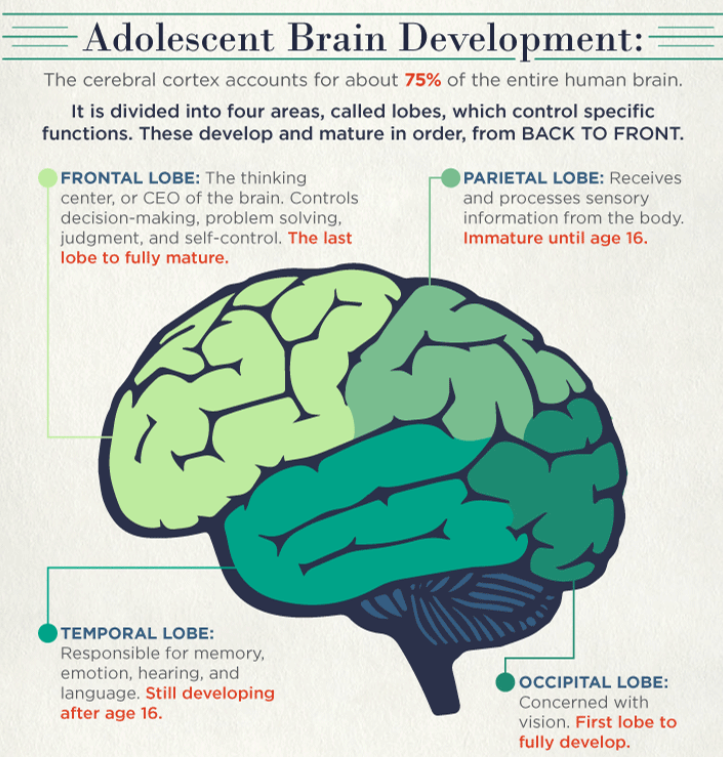 Adolescent Brain Development:
The cerebral cortex accounts for about 75% of the entire human brain.
It is divided into four areas, called lobes, which control specific
functions. These develop and mature in order, from BACK TO FRONT.
FRONTAL LOBE: The thinking
center, or CEO of the brain. Controls
decision-making, problem solving,
judgment, and self-control. The last
lobe to fully mature.
PARIETAL LOBE: Receives
and processes sensory
information from the body.
Immature until age 16.
TEMPORAL LOBE:
Responsible for memory,
emotion, hearing, and
language. Still developing
after age 16.
OCCIPITAL LOBE:
Concerned with
vision. First lobe to
fully develop.